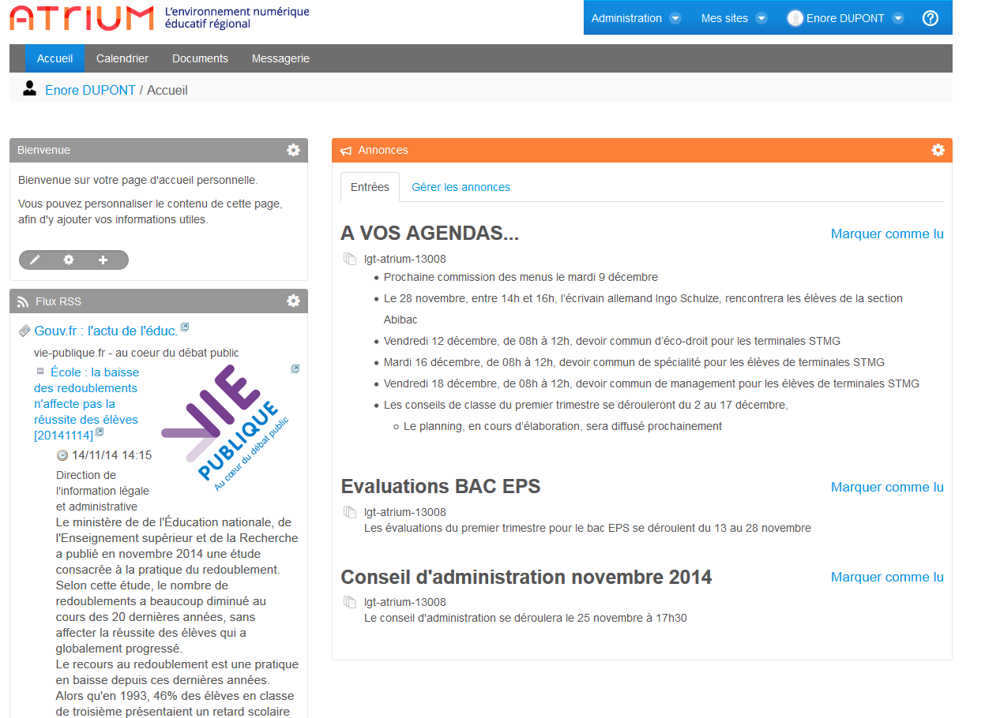 ATRIUM
L'environnement numérique
éducatif régional
Administration
Mes sites
Enore DUPONT
?
Accueil
Calendrier
Documents
Messagerie
Enore DUPONT / Accueil
Bienvenue
Bienvenue sur votre page d'accueil personnelle.
Vous pouvez personnaliser le contenu de cette page,
afin d'y ajouter vos informations utiles.
Flux RSS
Gouv.fr : l'actu de l'éduc.
vie-publique.fr - au coeur du débat public
École : la baisse
des redoublements
n'affecte pas la
réussite des élèves
[20141114]
VIE
PUBLIQUE
Au cœur du débat public
14/11/14 14:15
Direction de
l'information légale
et administrative
Le ministère de de l'Éducation nationale, de
l'Enseignement supérieur et de la Recherche
a publié en novembre 2014 une étude
consacrée à la pratique du redoublement.
Selon cette étude, le nombre de
redoublements a beaucoup diminué au
cours des 20 dernières années, sans
affecter la réussite des élèves qui a
globalement progressé.
Le recours au redoublement est une pratique
en baisse depuis ces dernières années.
Alors qu'en 1993, 46% des élèves en classe
de troisième présentaient un retard scolaire
Annonces
Entrées
Gérer les annonces
A VOS AGENDAS...
Marquer comme lu
lgt-atrium-13008
Prochaine commission des menus le mardi 9 décembre
Le 28 novembre, entre 14h et 16h, l’écrivain allemand Ingo Schulze, rencontrera les élèves de la section
Abibac
Vendredi 12 décembre, de 08h à 12h, devoir commun d’éco-droit pour les terminales STMG
Mardi 16 décembre, de 08h à 12h, devoir commun de spécialité pour les élèves de terminales STMG
Vendredi 18 décembre, de 08h à 12h, devoir commun de management pour les élèves de terminales STMG
Les conseils de classe du premier trimestre se dérouleront du 2 au 17 décembre,
Le planning, en cours d’élaboration, sera diffusé prochainement
Evaluations BAC EPS
Marquer comme lu
lgt-atrium-13008
Les évaluations du premier trimestre pour le bac EPS se déroulent du 13 au 28 novembre
Conseil d'administration novembre 2014
Marquer comme lu
lgt-atrium-13008
Le conseil d'administration se déroulera le 25 novembre à 17h30